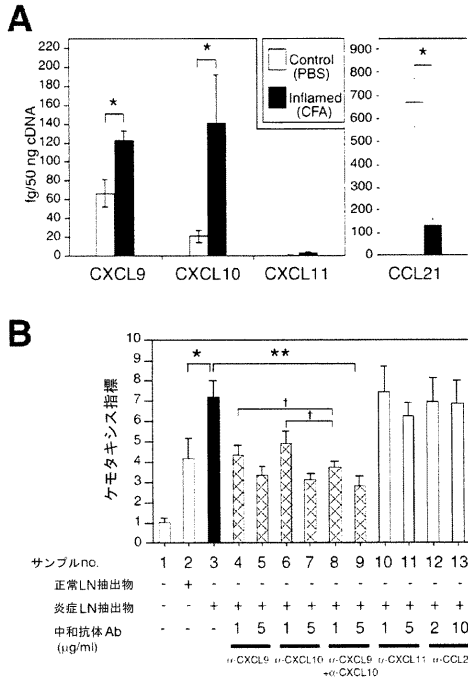 A
fg/50 ng cDNA
220
200
180
160
140
120
100
80
60
40
20
0
*
*
Control
(PBS)
Inflamed
(CFA)
900
800
700
600
500
400
300
200
100
0
*
CXCL9 CXCL10 CXCL11 CCL21
B
ケモタキシス指標
10
9
8
7
6
5
4
3
2
1
0
* **
†
†
サンプルno. 1 2 3 4 5 6 7 8 9 10 11 12 13
正常LN抽出物 - + - - - - - - - - - - -
炎症LN抽出物 - - + + + + + + + + + + +
中和抗体Ab - - - 1 5 1 5 1 5 1 5 2 10
(μg/ml)
α-CXCL9 α-CXCL10 α-CXCL9 α-CXCL11 α-CCL2
+α-CXCL10